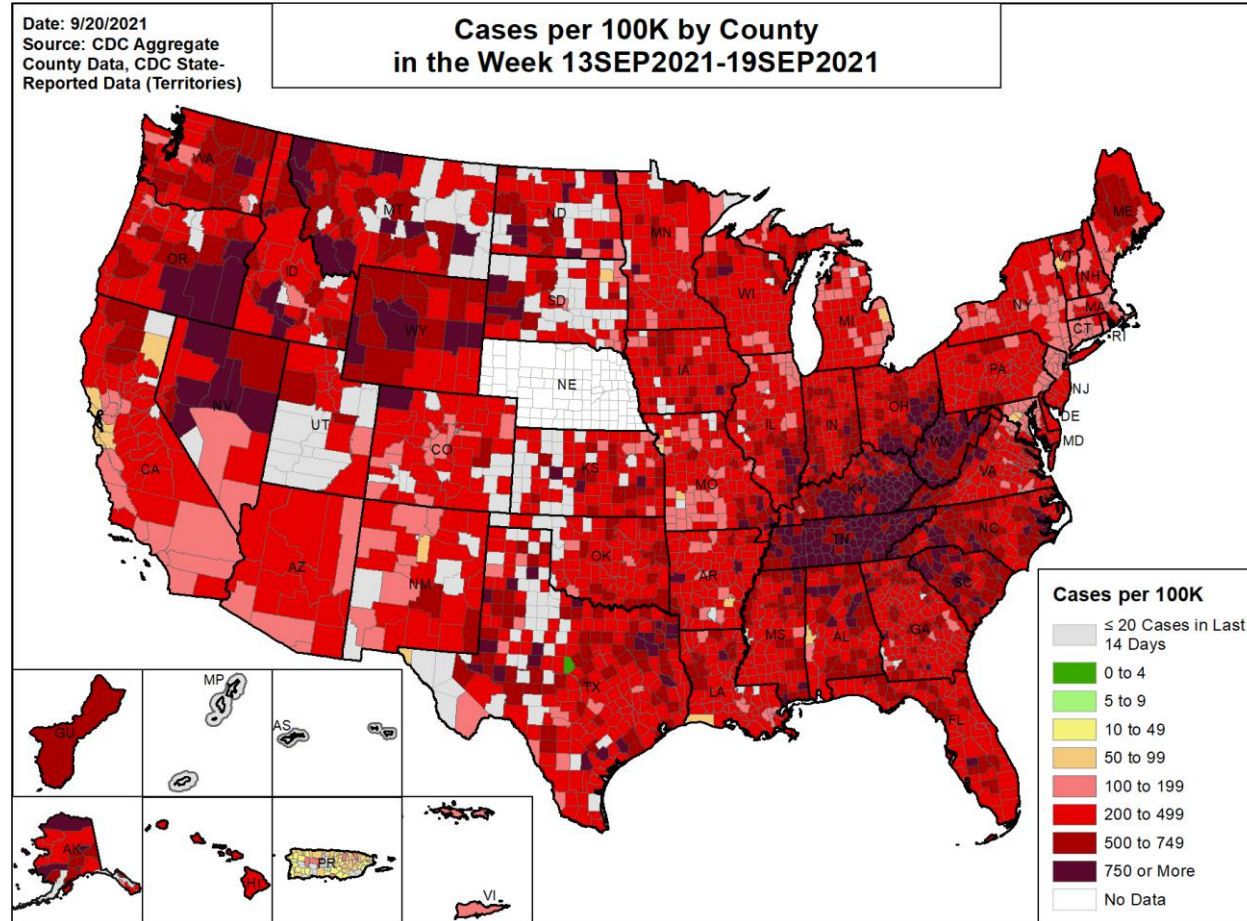 Date: 9/20/2021
Source: CDC Aggregate
County Data, CDC State-
Reported Data (Territories)
Cases per 100K by County
in the Week 13SEP2021-19SEP2021
WA
MT
ND
MN
ME
OR
ID
SD
WI
MI
VT
NH
NY
MA
CT
RI
WY
IA
PA
NE
NJ
NV
UT
CO
IL
IN
OH
DE
MD
WV
CA
KS
MO
KY
VA
TN
NC
AZ
NM
OK
AR
SC
MS
AL
GA
TX
LA
FL
GU
MP
AS
AK
HI
PR
VI
Cases per 100K
≤ 20 Cases in Last
14 Days
0 to 4
5 to 9
10 to 49
50 to 99
100 to 199
200 to 499
500 to 749
750 or More
No Data